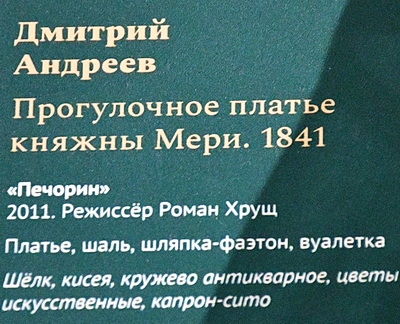 Дмитрий
Андреев
Прогулочное платье
княжны Мери. 1841
«Печорин»
2011. Режиссёр Роман Хрущ
Платье, шаль, шляпка-фаэтон, вуалетка
Шёлк, кисея, кружево антикварное, цветы
искусственные, капрон-сито